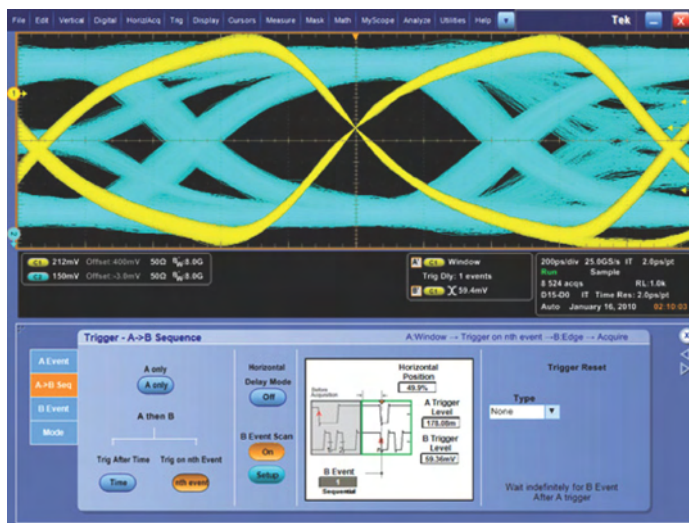 File Edit Vertical Digital Horiz/Acq Trig Display Cursors Measure Mask Math MyScope Analyze Utilities Help Tek X
1
C1 212mV Offset:400mV 50Ω BW:8.0G
C2 150mV Offset:-3.0mV 50Ω BW:8.0G
A' C1 Window
Trig Dly: 1 events
B' C1 59.4mV
200ps/div 25.0GS/s IT 2.0ps/pt
Run Sample
8 524 acqs RL:1.0k
D15-D0 IT Time Res: 2.0ps/pt
Auto January 16, 2010 02:10:03
Trigger - A->B Sequence
A:Window → Trigger on nth event →B:Edge → Acquire
A Event
A->B Seq
B Event
Mode
A only
A only
A then B
Trig After Time
Time
Trig on nth Event
nth event
Horizontal
Delay Mode
Off
B Event Scan
On
Setup
Before
Acquisition
A
A
Horizontal
Position
49.9%
A Trigger
Level
178.08m
B Trigger
Level
59.36mV
B Event
1
Sequential
Trigger Reset
Type
None
Wait indefinitely for B Event
After A trigger
X